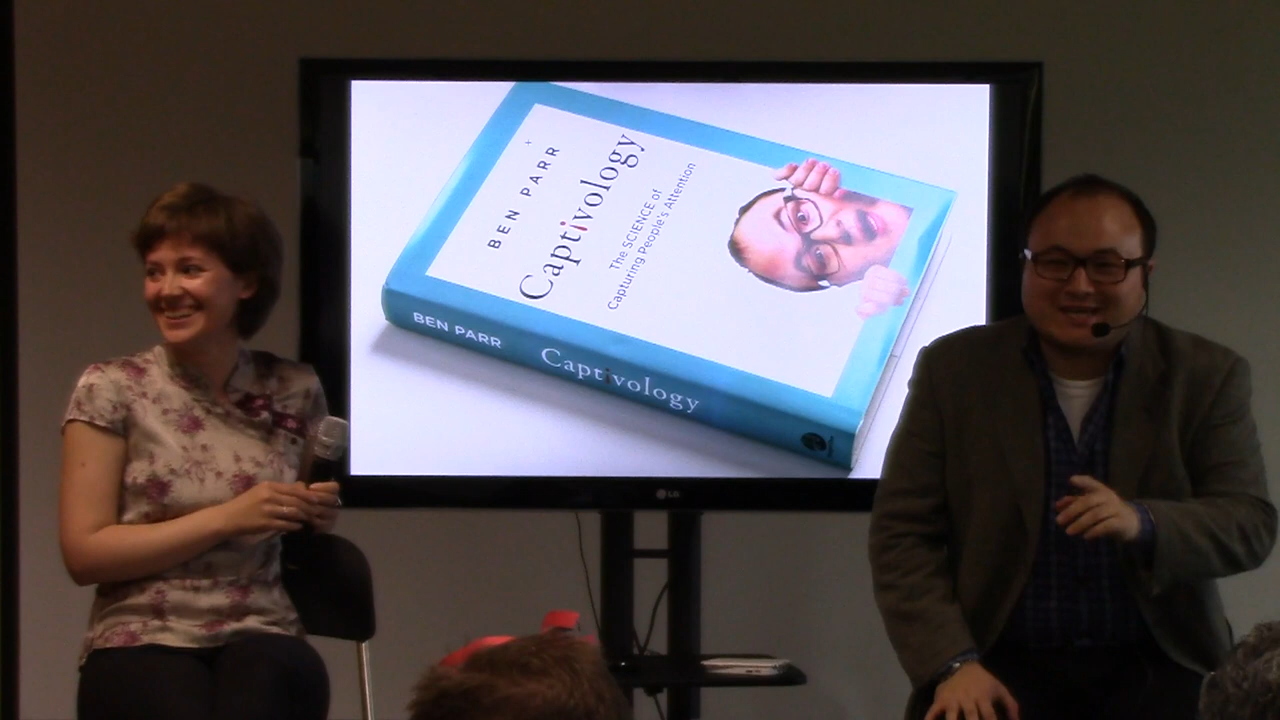 BEN PARR
Captivology
The SCIENCE of
Capturing People's Attention
BEN PARR
Captivology
LG